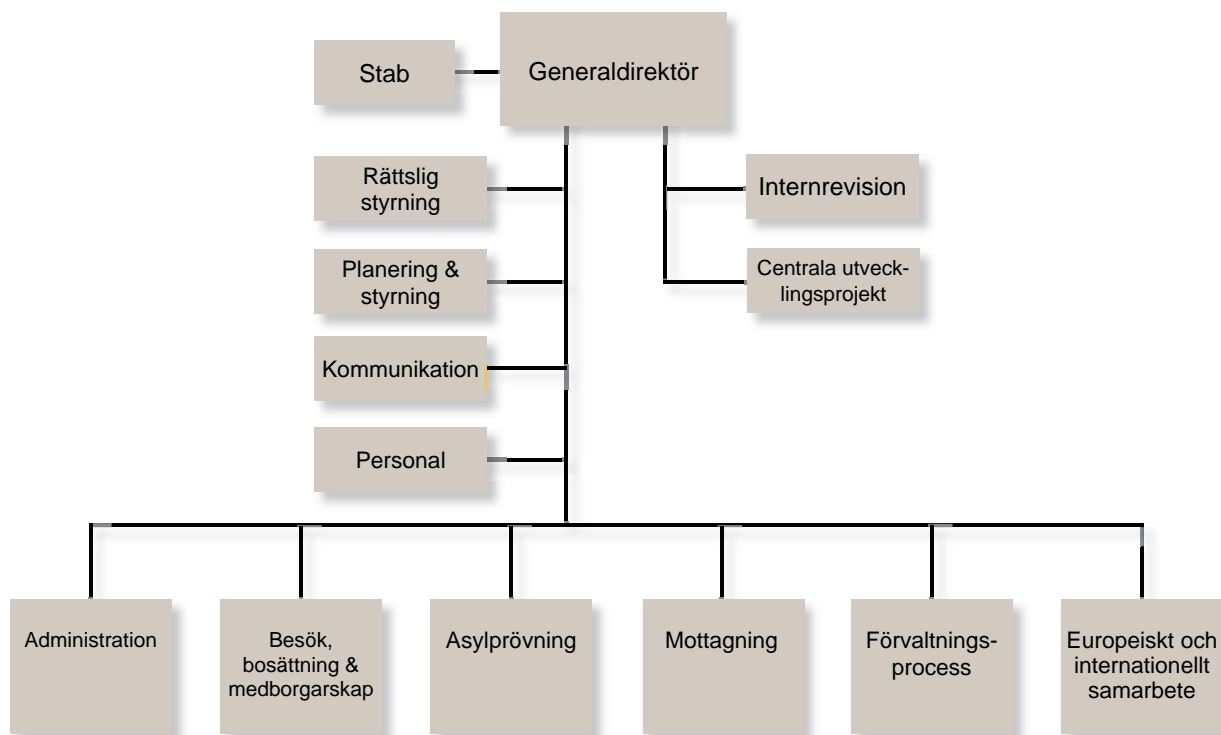 Stab
Generaldirektör
Rättslig
styrning
Internrevision
Planering &
styrning
Centrala utveck-
lingsprojekt
Kommunikation
Personal
Administration
Besök,
bosättning &
medborgarskap
Asylprövning
Mottagning
Förvaltnings-
process
Europeiskt och
internationellt
samarbete